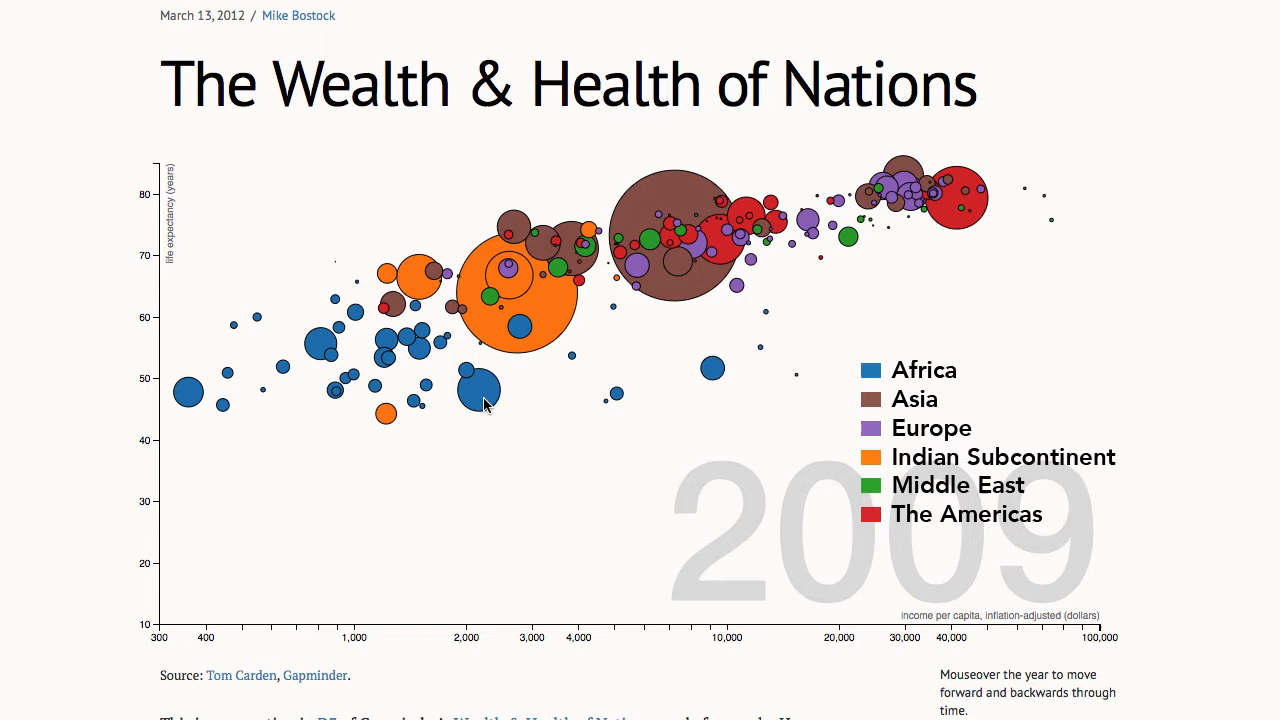 March 13, 2012 / Mike Bostock
The Wealth & Health of Nations
life expectancy (years)
80
70
60
50
40
30
20
10
Africa
Asia
Europe
Indian Subcontinent
Middle East
The Americas
2009
income per capita, inflation-adjusted (dollars)
300 400 1,000 2,000 3,000 4,000 10,000 20,000 30,000 40,000 100,000
Source: Tom Carden, Gapminder.
Mouseover the year to move
forward and backwards through
time.